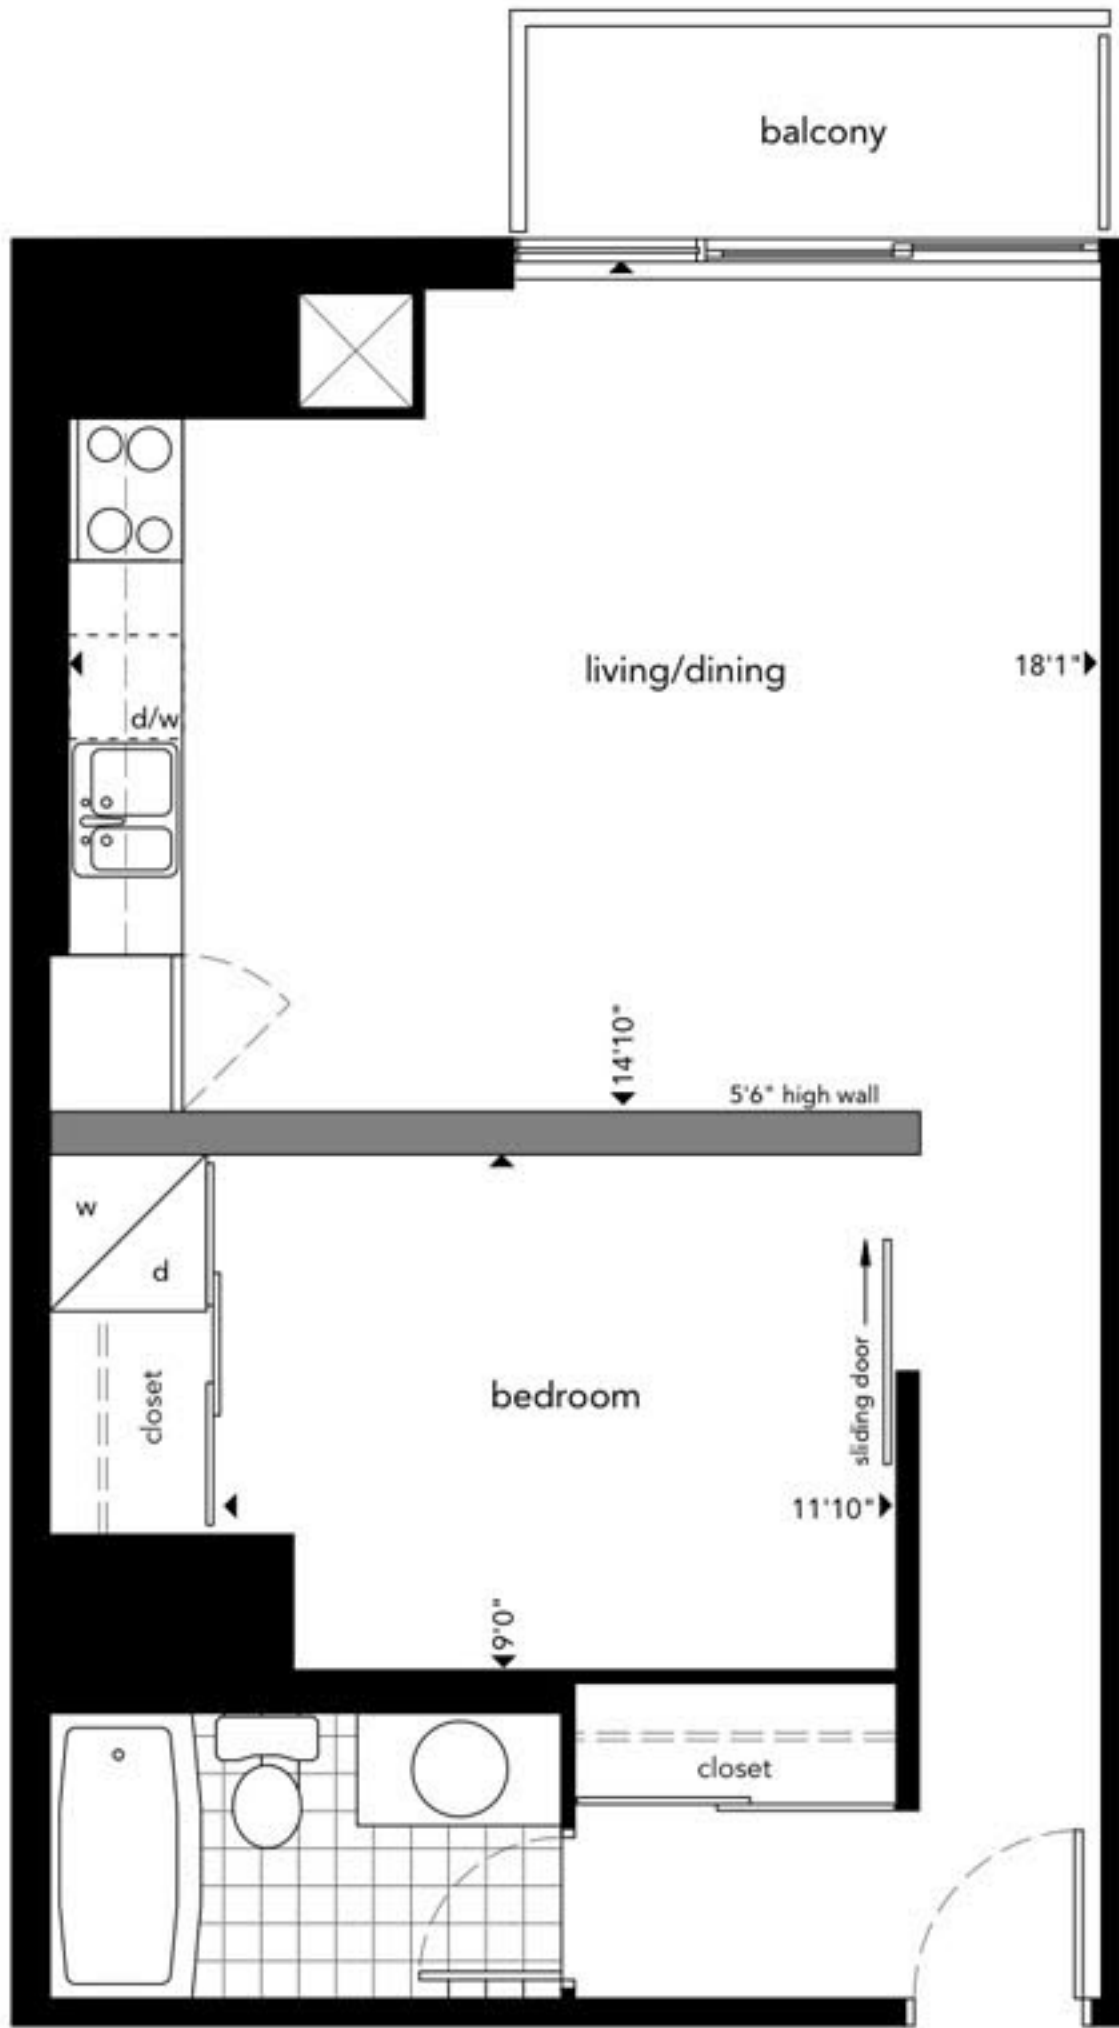 balcony
living/dining
18'1"
d/w
14'10"
5'6" high wall
w
d
closet
bedroom
sliding door
11'10"
9'0"
closet